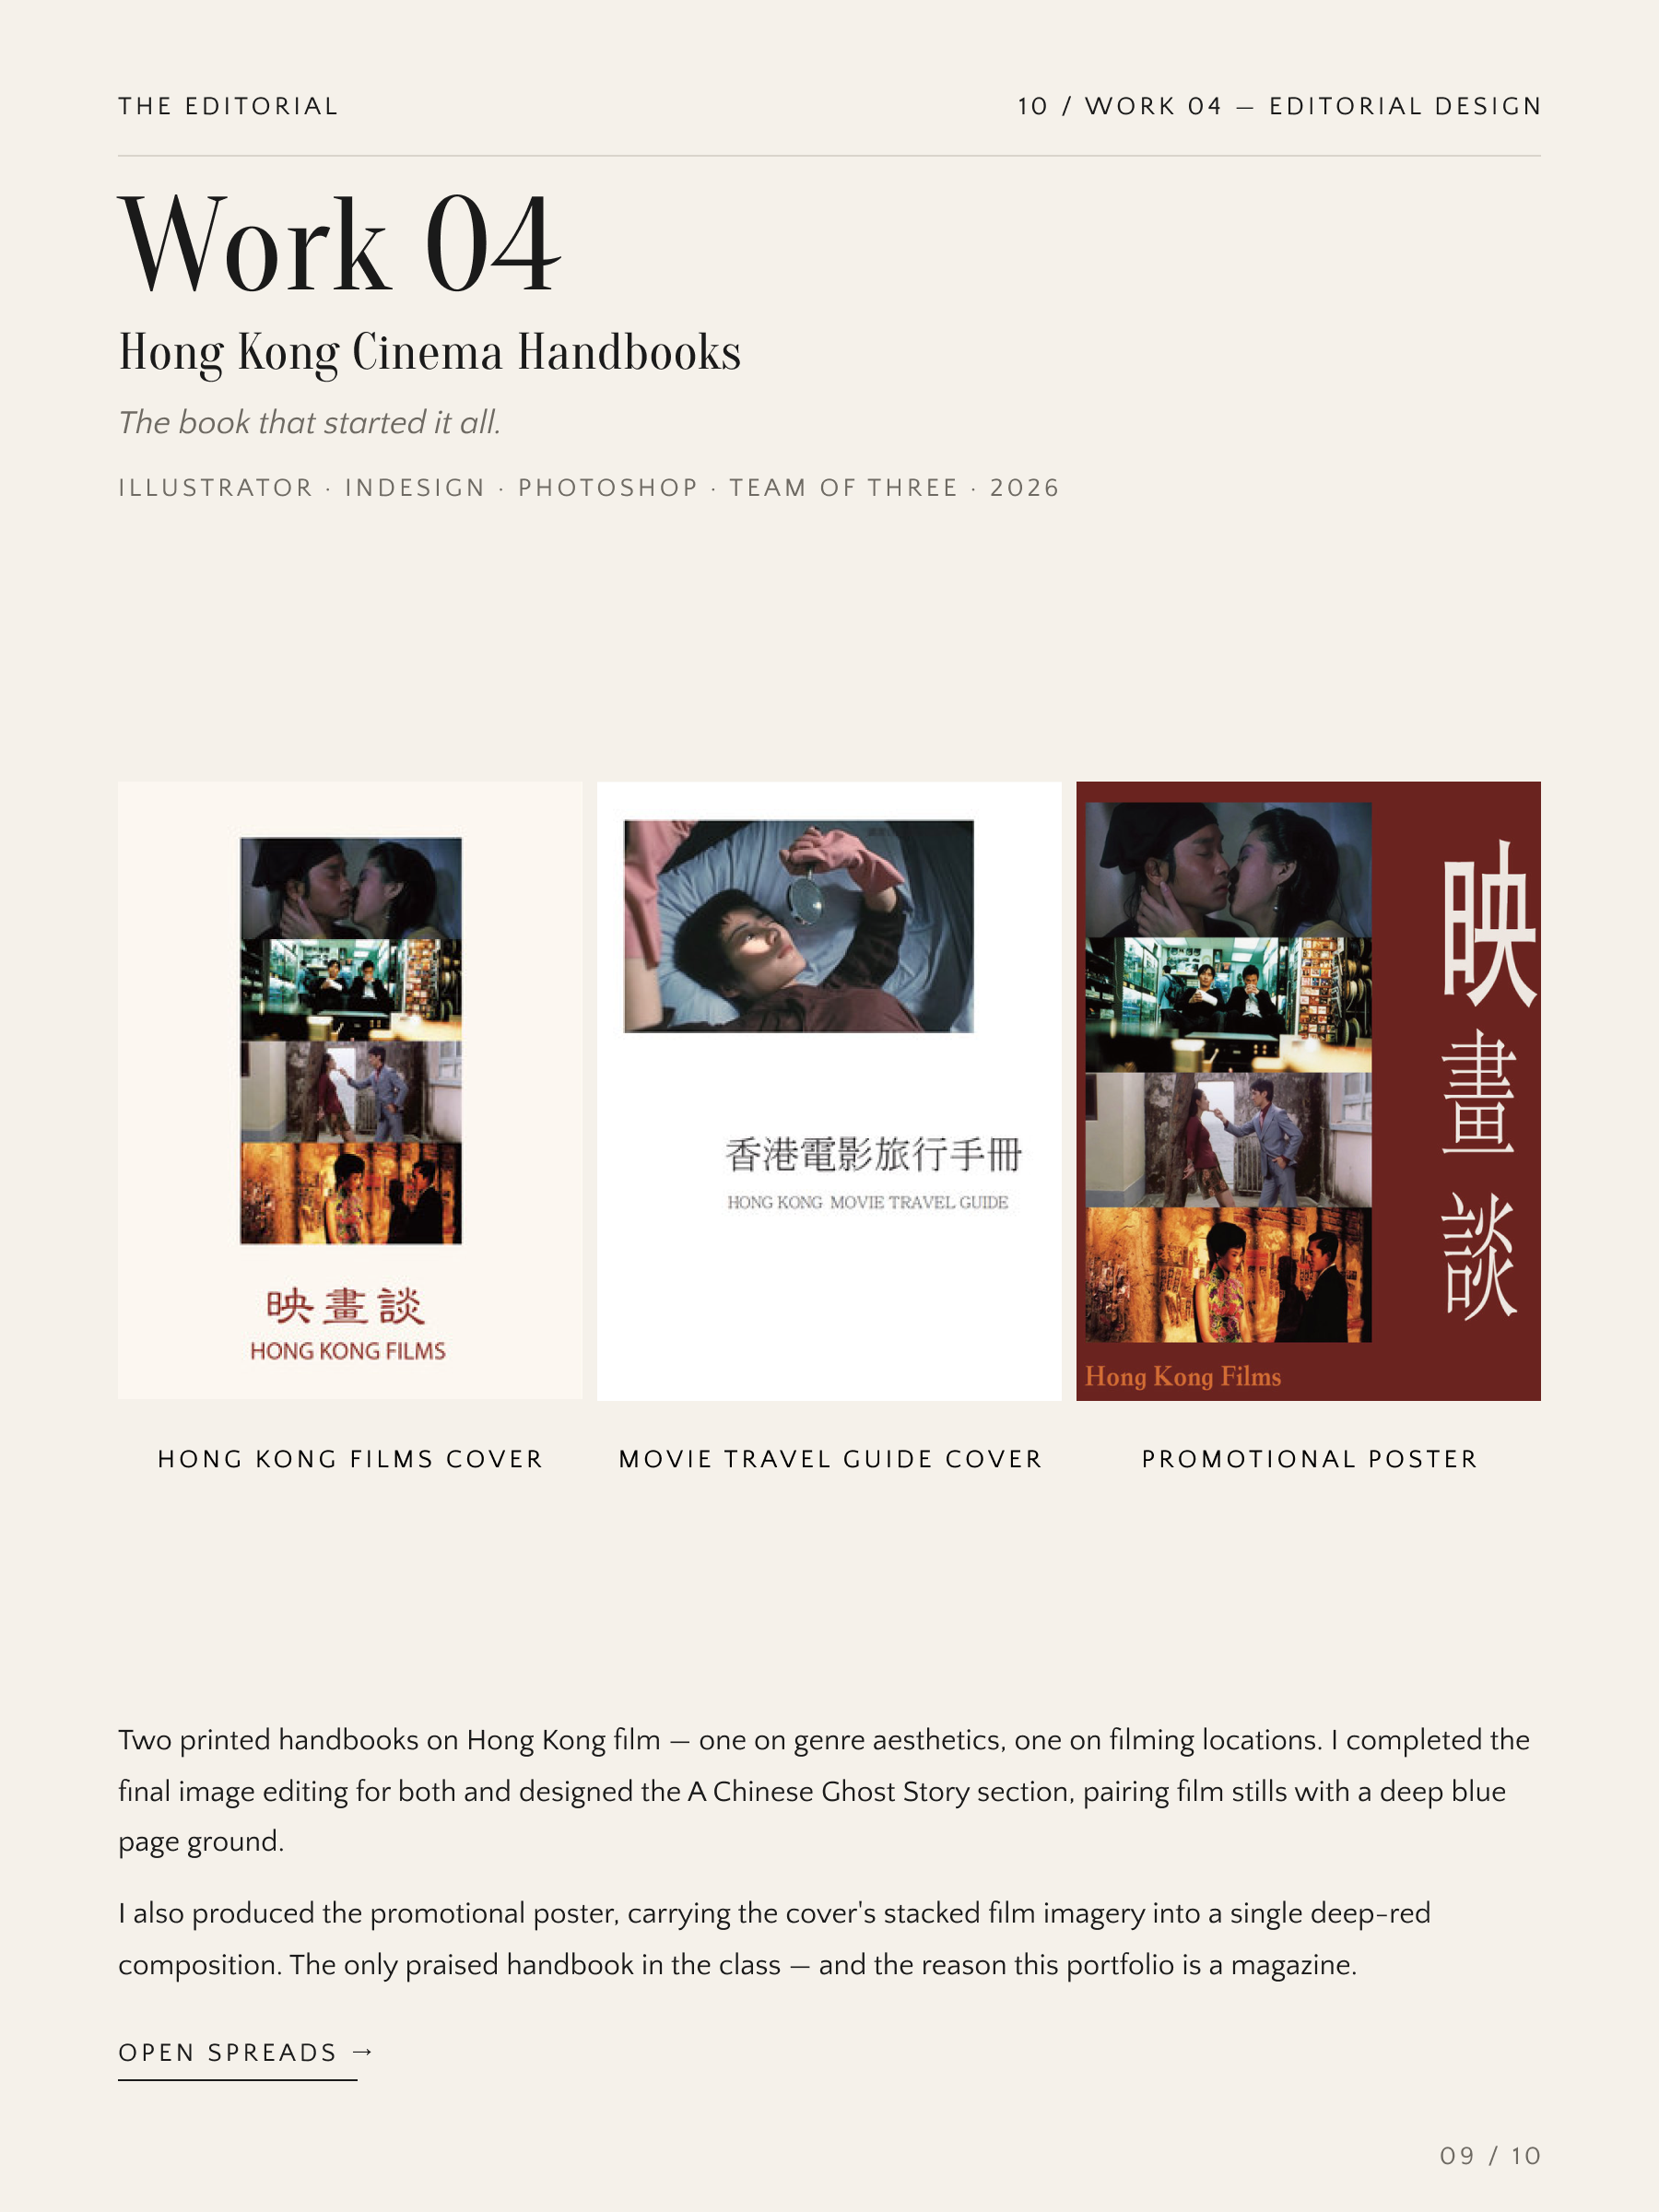 THE EDITORIAL
10 / WORK 04 — EDITORIAL DESIGN
Work 04
Hong Kong Cinema Handbooks
The book that started it all.
ILLUSTRATOR · INDESIGN · PHOTOSHOP · TEAM OF THREE · 2026
映畫談
HONG KONG FILMS
香港電影旅行手冊
HONG KONG MOVIE TRAVEL GUIDE
映
畫
談
Hong Kong Films
HONG KONG FILMS COVER
MOVIE TRAVEL GUIDE COVER
PROMOTIONAL POSTER
Two printed handbooks on Hong Kong film — one on genre aesthetics, one on filming locations. I completed the
final image editing for both and designed the A Chinese Ghost Story section, pairing film stills with a deep blue
page ground.
I also produced the promotional poster, carrying the cover's stacked film imagery into a single deep-red
composition. The only praised handbook in the class — and the reason this portfolio is a magazine.
OPEN SPREADS →
09 / 10